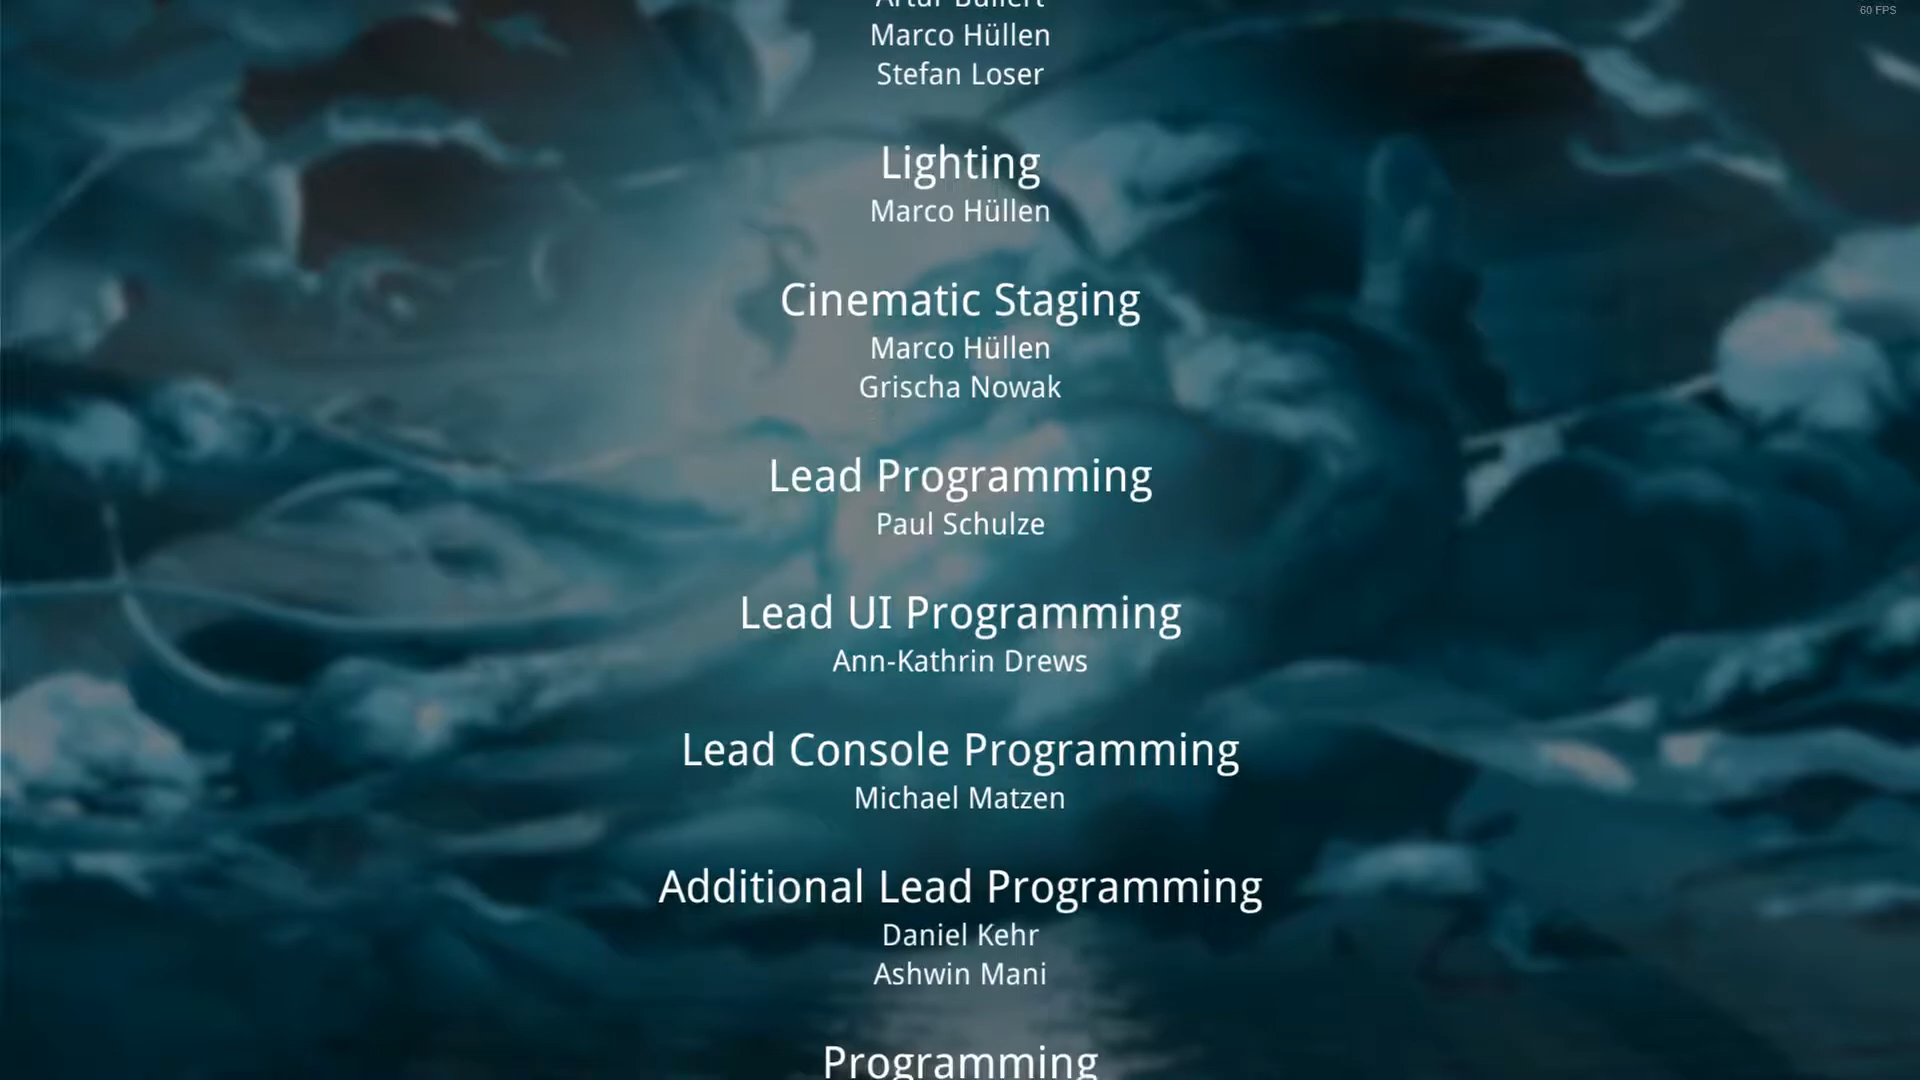 60 FPS
Marco Hüllen
Stefan Loser
Lighting
Marco Hüllen
Cinematic Staging
Marco Hüllen
Grischa Nowak
Lead Programming
Paul Schulze
Lead UI Programming
Ann-Kathrin Drews
Lead Console Programming
Michael Matzen
Additional Lead Programming
Daniel Kehr
Ashwin Mani
Programming